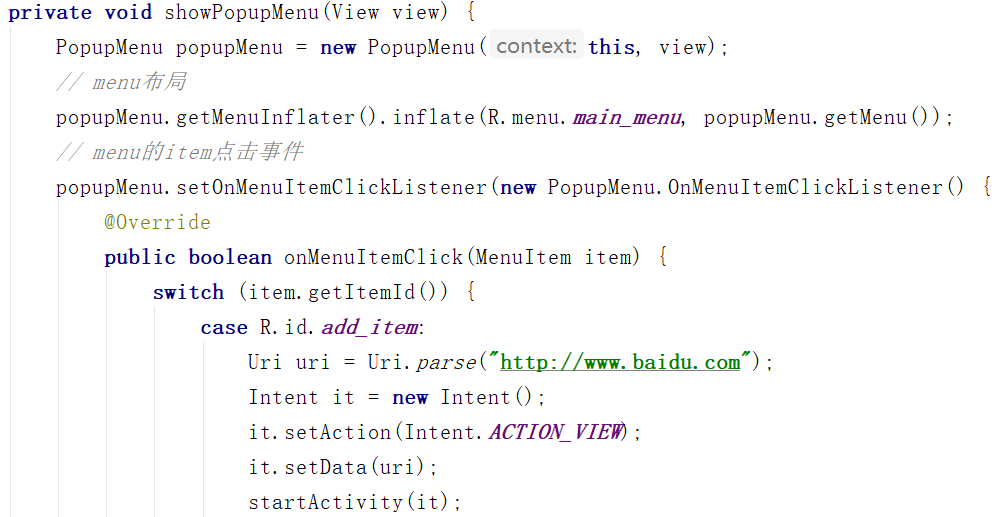 private void showPopupMenu(View view) {
PopupMenu popupMenu = new PopupMenu( context: this, view);
// menu布局
popupMenu.getMenuInflater().inflate(R.menu.main_menu, popupMenu.getMenu());
// menu的item点击事件
popupMenu.setOnMenuItemClickListener(new PopupMenu.OnMenuItemClickListener() {
@Override
public boolean onMenuItemClick(MenuItem item) {
switch (item.getItemId()) {
case R.id.add_item:
Uri uri = Uri.parse("http://www.baidu.com");
Intent it = new Intent();
it.setAction(Intent.ACTION_VIEW);
it.setData(uri);
startActivity(it);